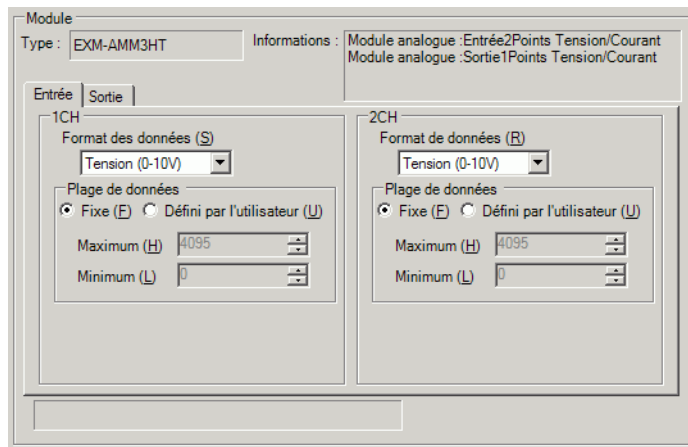 Module
Type : EXM-AMM3HT Informations : Module analogue :Entrée2Points Tension/Courant
Module analogue :Sortie1Points Tension/Courant
Entrée Sortie
1CH
Format des données (S)
Tension (0-10V)
Plage de données
Fixe (F) Défini par l'utilisateur (U)
Maximum (H) 4095
Minimum (L) 0
2CH
Format de données (R)
Tension (0-10V)
Plage de données
Fixe (F) Défini par l'utilisateur (U)
Maximum (H) 4095
Minimum (L) 0